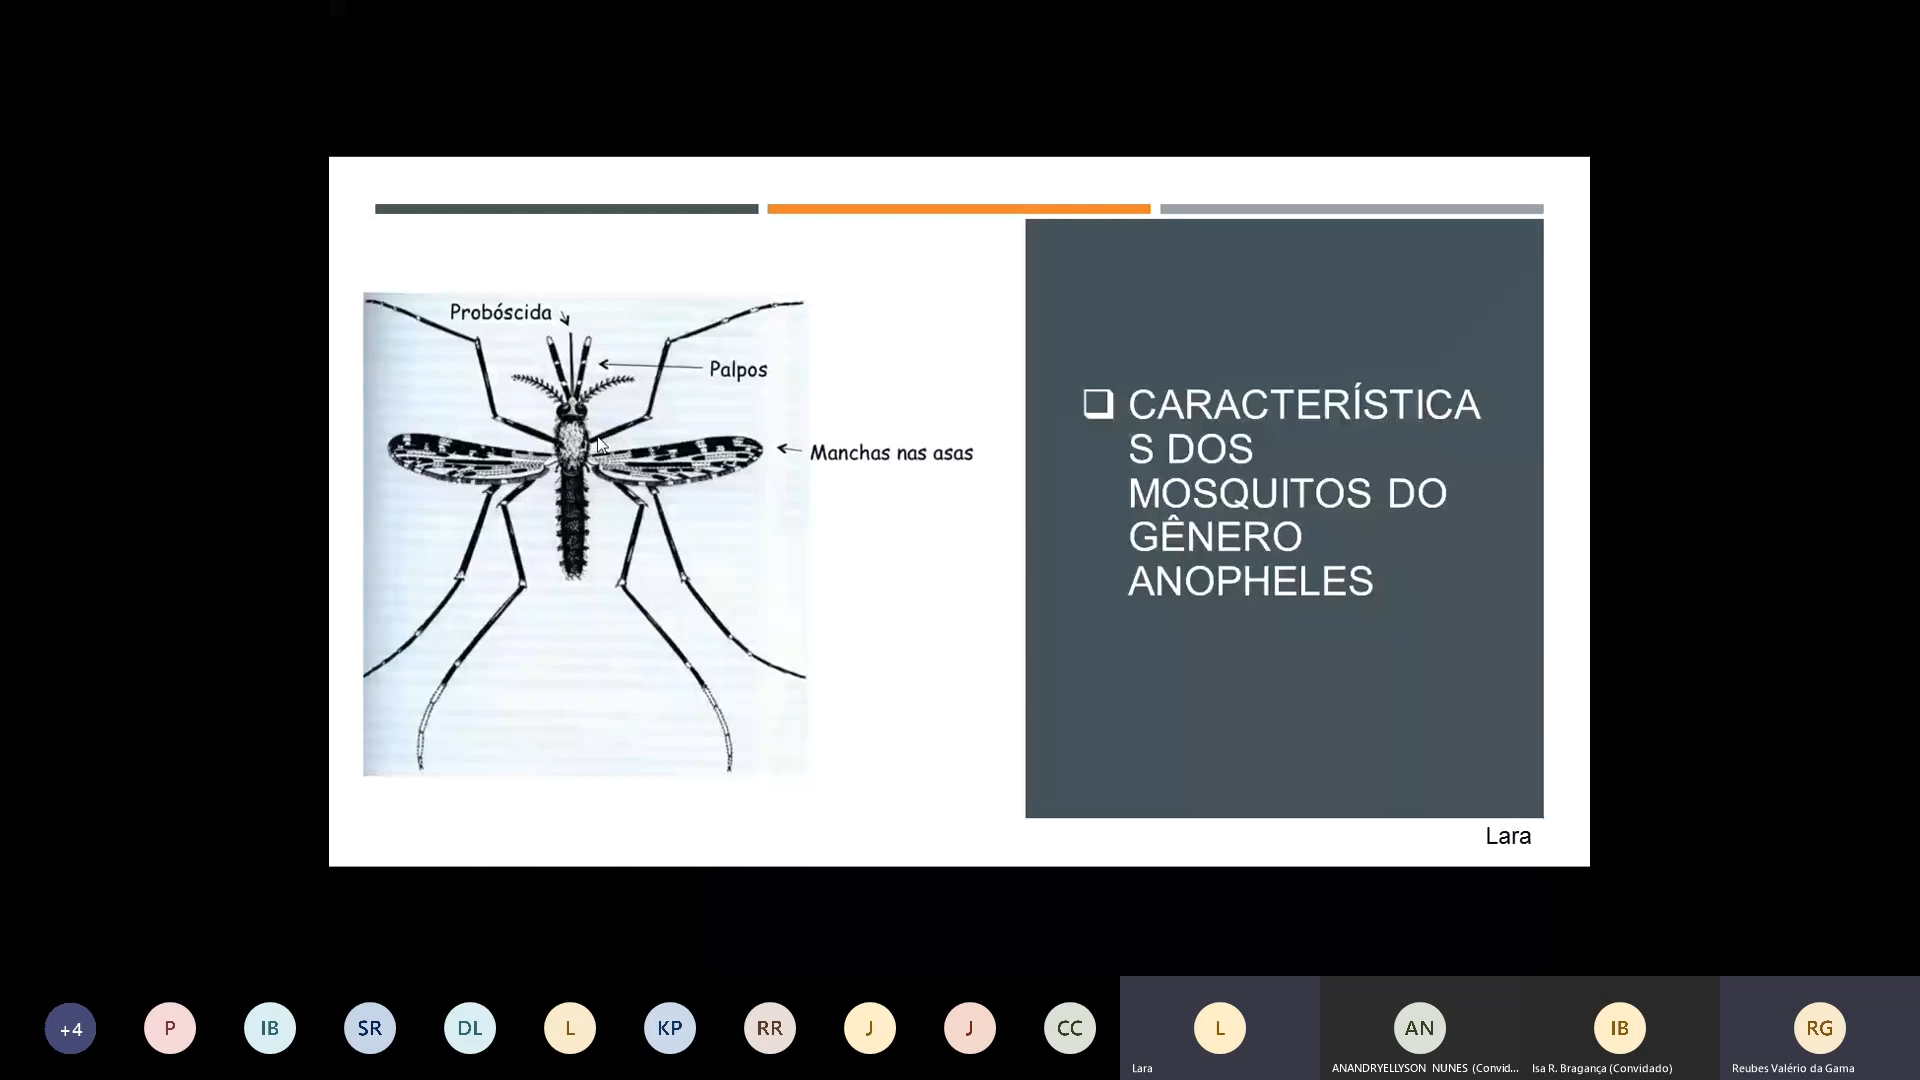 Probóscida
Palpos
Manchas nas asas
❑ CARACTERÍSTICA
S DOS
MOSQUITOS DO
GÊNERO
ANOPHELES
Lara
+4
P
IB
SR
DL
L
KP
RR
J
J
CC
L
AN
IB
RG
Lara
ANANDRYELLYSON NUNES (Convid...
Isa R. Bragança (Convidado)
Reubes Valério da Gama